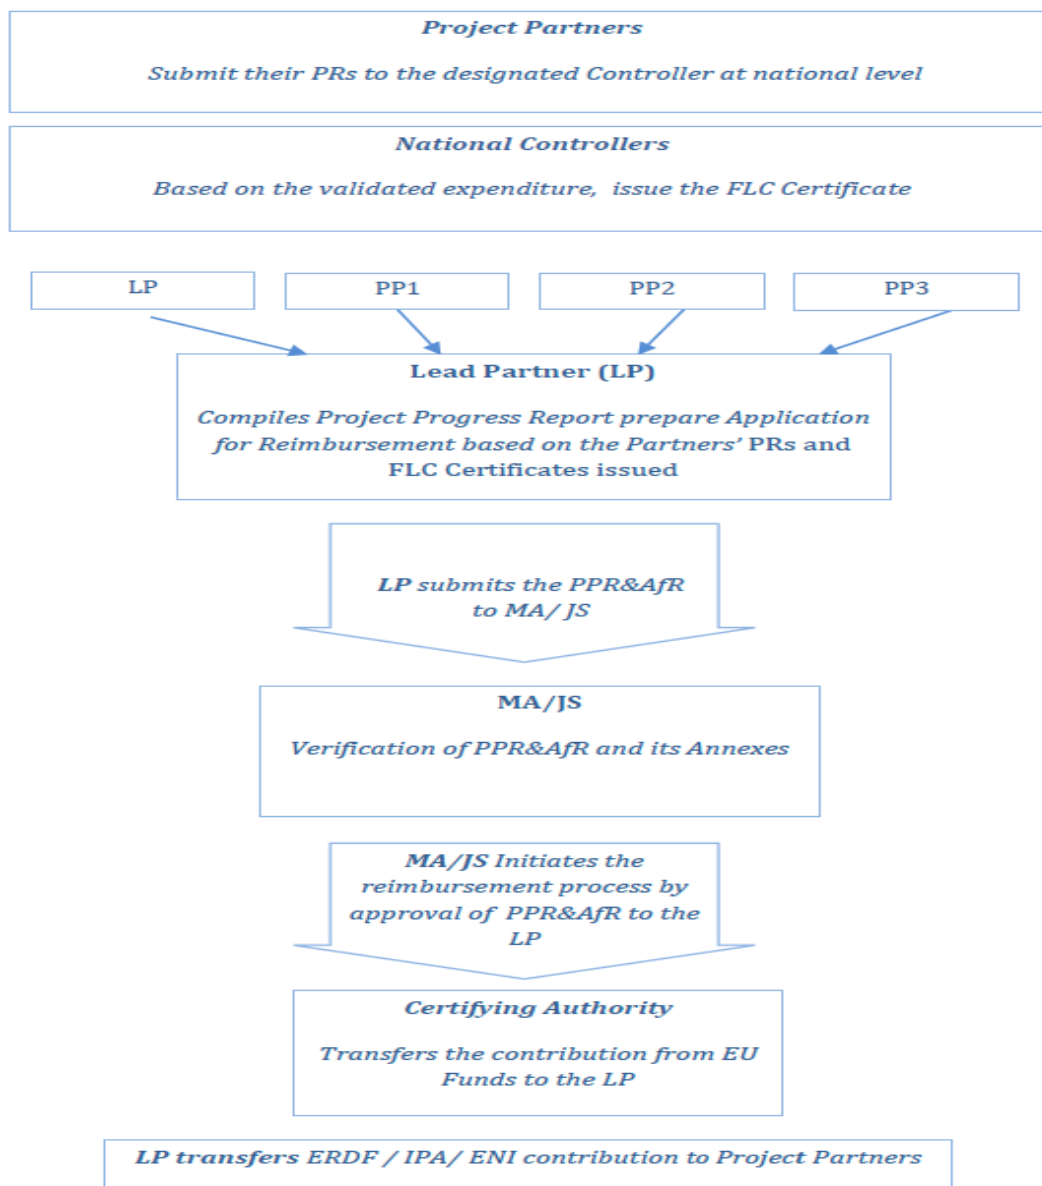 Project Partners
Submit their PRs to the designated Controller at national level
National Controllers
Based on the validated expenditure, issue the FLC Certificate
LP
PP1
PP2
PP3
Lead Partner (LP)
Compiles Project Progress Report prepare Application
for Reimbursement based on the Partners’ PRs and
FLC Certificates issued
LP submits the PPR&AfR
to MA/ JS
MA/JS
Verification of PPR&AfR and its Annexes
MA/JS Initiates the
reimbursement process by
approval of PPR&AfR to the
LP
Certifying Authority
Transfers the contribution from EU
Funds to the LP
LP transfers ERDF / IPA/ ENI contribution to Project Partners